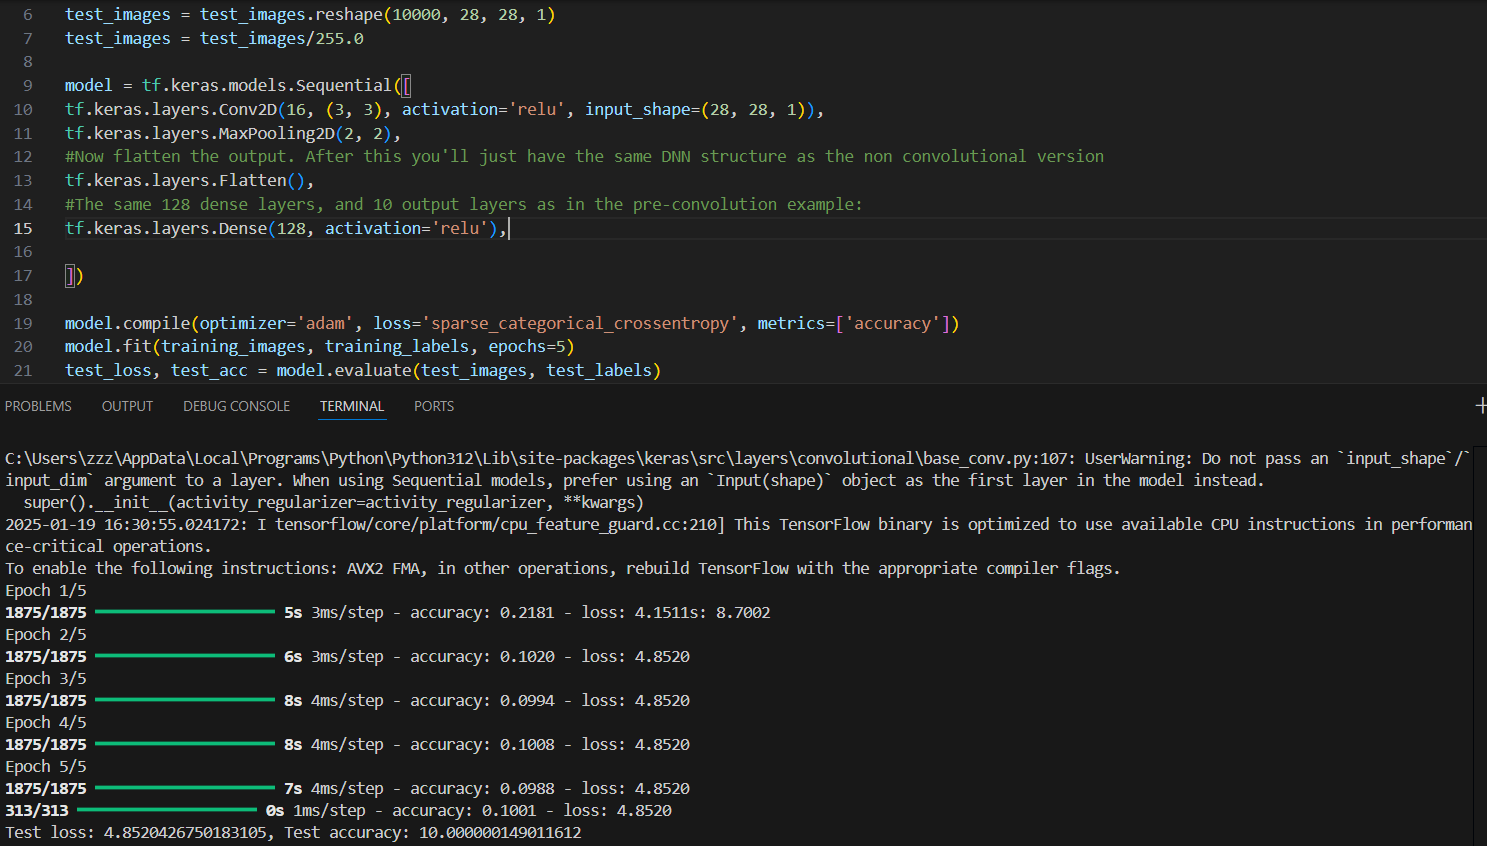 6 test_images = test_images.reshape(10000, 28, 28, 1)
7 test_images = test_images/255.0
8
9 model = tf.keras.models.Sequential([
10 tf.keras.layers.Conv2D(16, (3, 3), activation='relu', input_shape=(28, 28, 1)),
11 tf.keras.layers.MaxPooling2D(2, 2),
12 #Now flatten the output. After this you'll just have the same DNN structure as the non convolutional version
13 tf.keras.layers.Flatten(),
14 #The same 128 dense layers, and 10 output layers as in the pre-convolution example:
15 tf.keras.layers.Dense(128, activation='relu'),
16
17 ])
18
19 model.compile(optimizer='adam', loss='sparse_categorical_crossentropy', metrics=['accuracy'])
20 model.fit(training_images, training_labels, epochs=5)
21 test_loss, test_acc = model.evaluate(test_images, test_labels)
PROBLEMS OUTPUT DEBUG CONSOLE TERMINAL PORTS
C:\Users\zzz\AppData\Local\Programs\Python\Python312\Lib\site-packages\keras\src\layers\convolutional\base_conv.py:107: UserWarning: Do not pass an `input_shape`/`
input_dim` argument to a layer. When using Sequential models, prefer using an `Input(shape)` object as the first layer in the model instead.
super().__init__(activity_regularizer=activity_regularizer, **kwargs)
2025-01-19 16:30:55.024172: I tensorflow/core/platform/cpu_feature_guard.cc:210] This TensorFlow binary is optimized to use available CPU instructions in performan
ce-critical operations.
To enable the following instructions: AVX2 FMA, in other operations, rebuild TensorFlow with the appropriate compiler flags.
Epoch 1/5
1875/1875 5s 3ms/step - accuracy: 0.2181 - loss: 4.1511s: 8.7002
Epoch 2/5
1875/1875 6s 3ms/step - accuracy: 0.1020 - loss: 4.8520
Epoch 3/5
1875/1875 8s 4ms/step - accuracy: 0.0994 - loss: 4.8520
Epoch 4/5
1875/1875 8s 4ms/step - accuracy: 0.1008 - loss: 4.8520
Epoch 5/5
1875/1875 7s 4ms/step - accuracy: 0.0988 - loss: 4.8520
313/313 0s 1ms/step - accuracy: 0.1001 - loss: 4.8520
Test loss: 4.8520426750183105, Test accuracy: 10.000000149011612